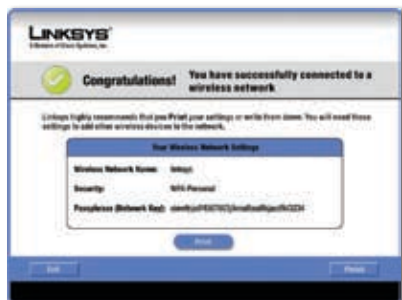 LINKSYS
A Division of Cisco Systems, Inc.
Congratulations!
You have successfully connected to a
wireless network
Linksys highly recommends that you Print your settings or write them down. You will need these
settings to add other wireless devices to the network.
Your Wireless Network Settings
Wireless Network Name: linksys
Security: WPA Personal
Passphrase (Network Key):
Print
Exit
Finish